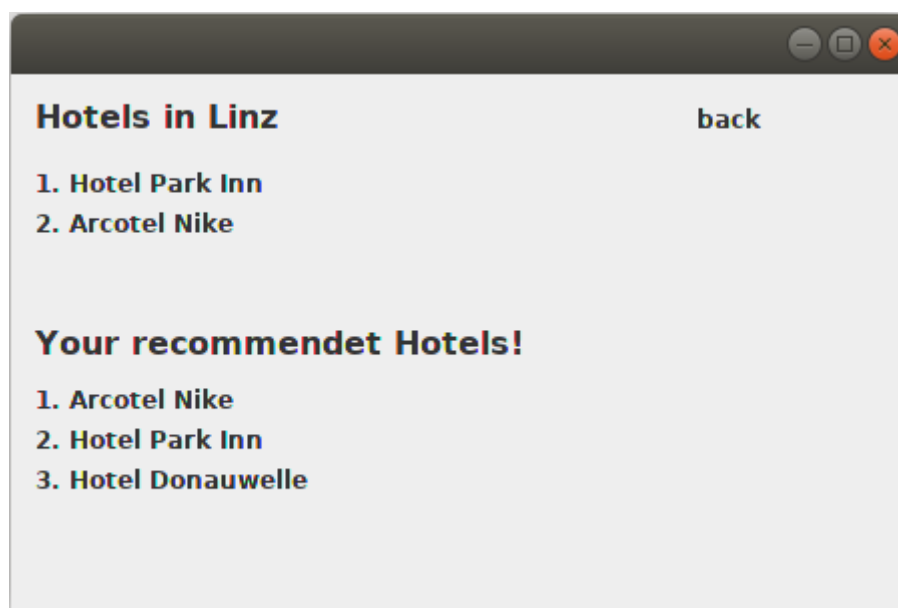 Hotels in Linz back
1. Hotel Park Inn
2. Arcotel Nike
Your recommendet Hotels!
1. Arcotel Nike
2. Hotel Park Inn
3. Hotel Donauwelle